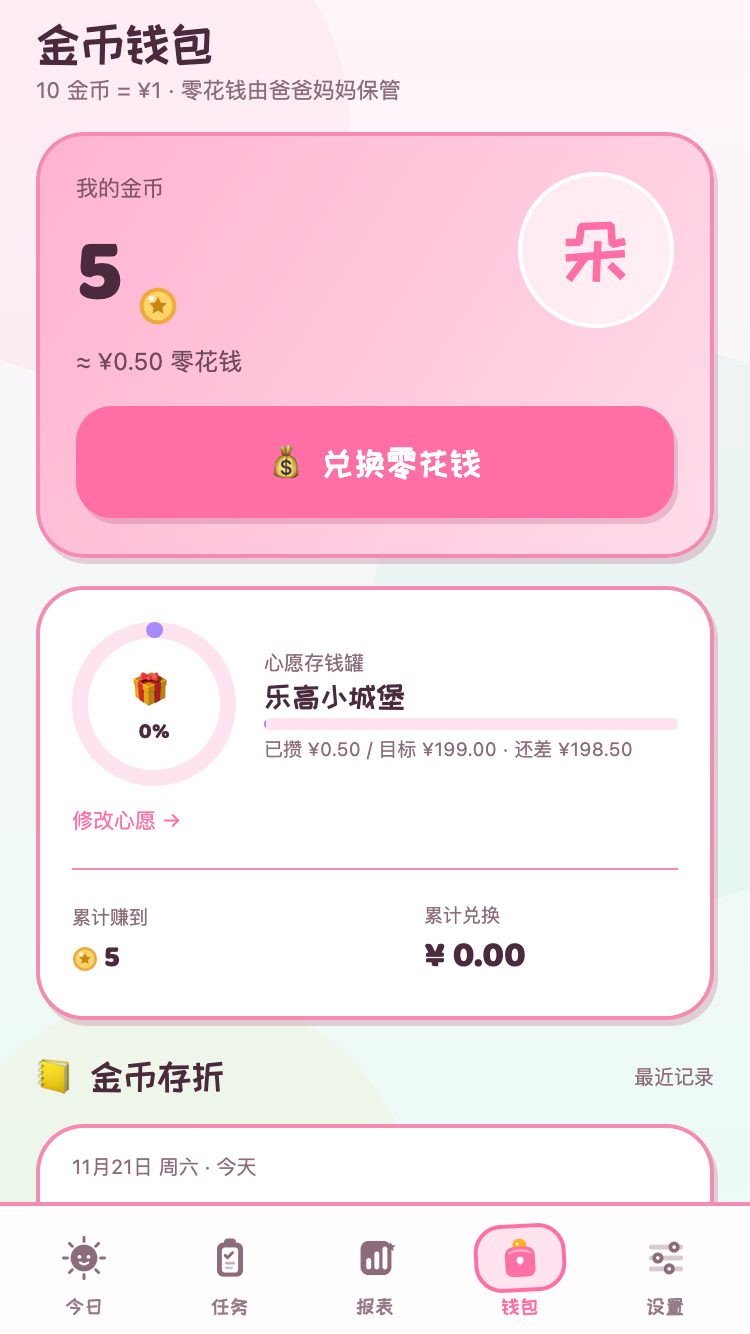 金币钱包
10 金币 = ¥1 · 零花钱由爸爸妈妈保管
我的金币
朵
5
≈ ¥0.50 零花钱
兑换零花钱
0%
心愿存钱罐
乐高小城堡
已攒 ¥0.50 / 目标 ¥199.00 · 还差 ¥198.50
修改心愿 →
累计赚到
5
累计兑换
¥ 0.00
金币存折
最近记录
11月21日 周六 · 今天
今日
任务
报表
钱包
设置